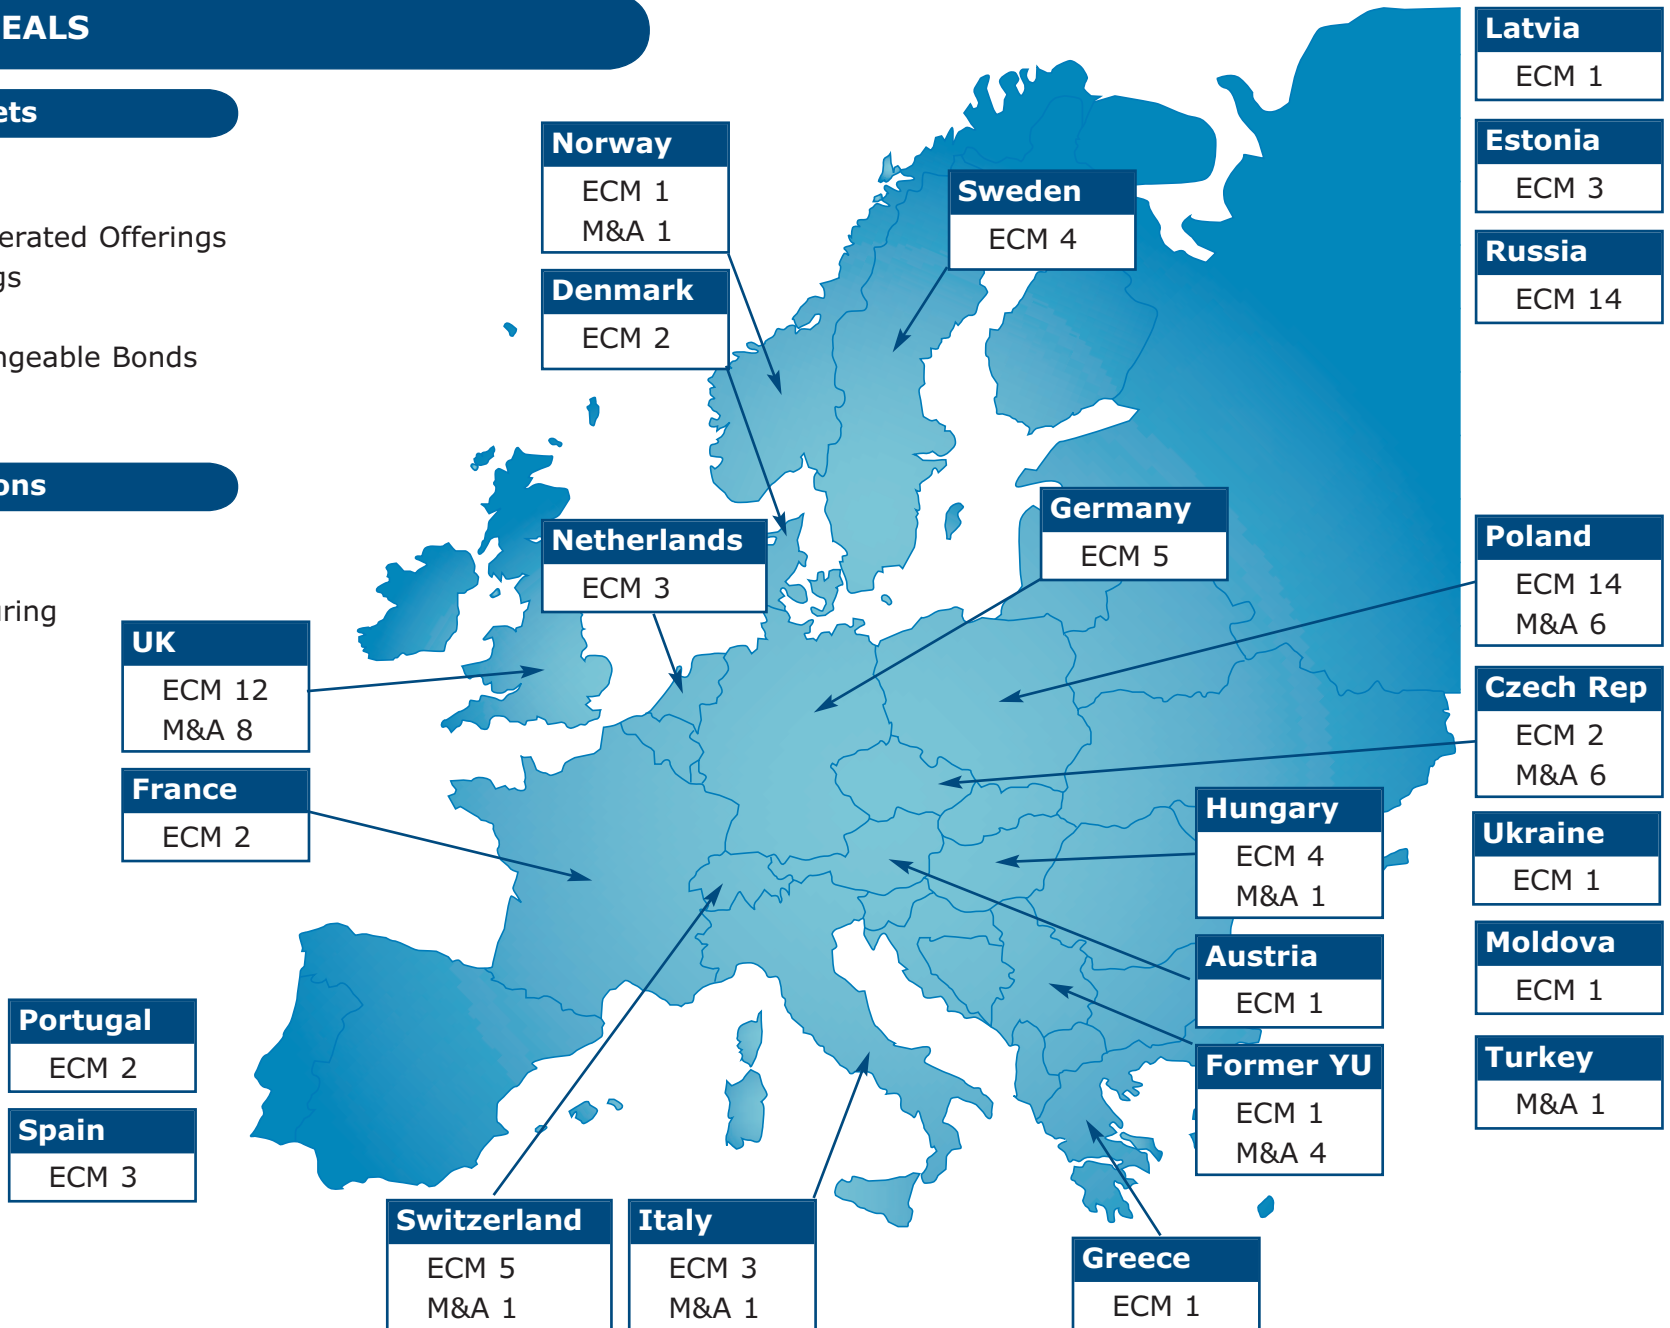 EALS
ets
erated Offerings
gs
ngeable Bonds
ons
uring
Norway
ECM 1
M&A 1
Denmark
ECM 2
Sweden
ECM 4
Latvia
ECM 1
Estonia
ECM 3
Russia
ECM 14
Netherlands
ECM 3
Germany
ECM 5
Poland
ECM 14
M&A 6
UK
ECM 12
M&A 8
France
ECM 2
Czech Rep
ECM 2
M&A 6
Hungary
ECM 4
M&A 1
Ukraine
ECM 1
Austria
ECM 1
Moldova
ECM 1
Former YU
ECM 1
M&A 4
Turkey
M&A 1
Portugal
ECM 2
Spain
ECM 3
Switzerland
ECM 5
M&A 1
Italy
ECM 3
M&A 1
Greece
ECM 1